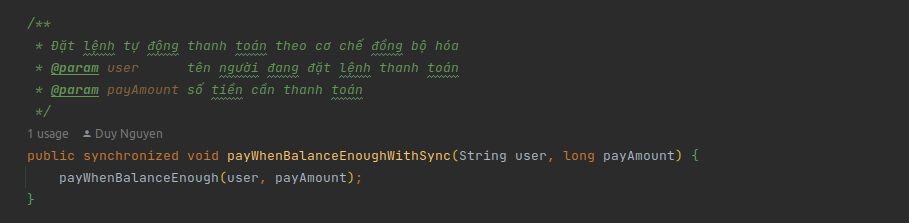 /**
 * Đặt lệnh tự động thanh toán theo cơ chế đồng bộ hóa
 * @param user      tên người đang đặt lệnh thanh toán
 * @param payAmount số tiền cần thanh toán
 */
1 usage   Duy Nguyen
public synchronized void payWhenBalanceEnoughWithSync(String user, long payAmount) {
    payWhenBalanceEnough(user, payAmount);
}